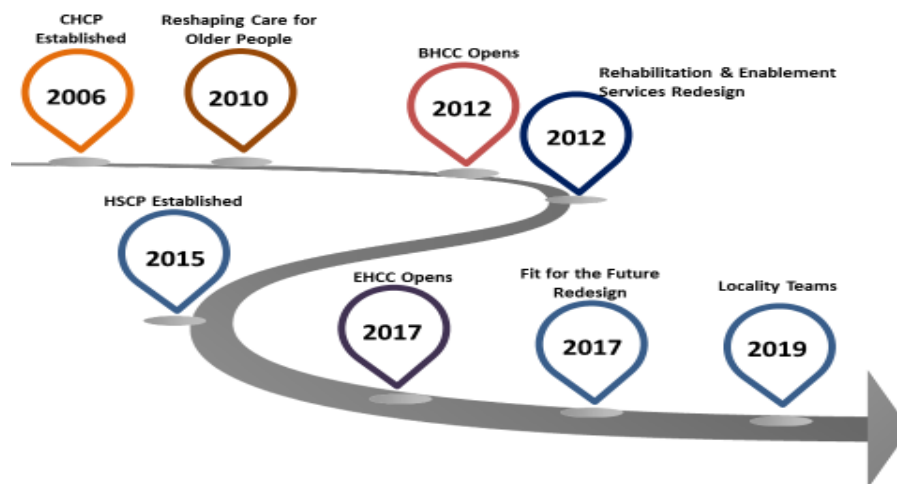 CHCP
Established
2006
Reshaping Care for
Older People
2010
BHCC Opens
2012
Rehabilitation & Enablement
Services Redesign
2012
HSCP Established
2015
EHCC Opens
2017
Fit for the Future
Redesign
2017
Locality Teams
2019